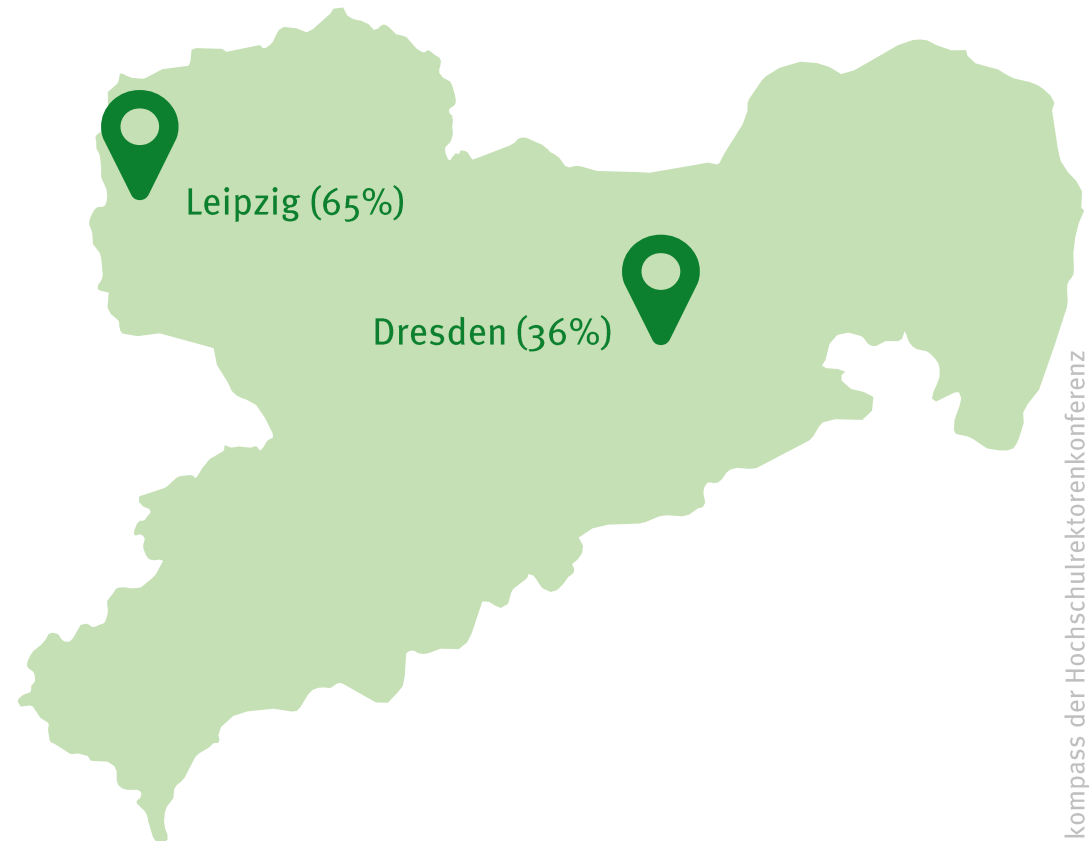 Leipzig (65%)
Dresden (36%)
kompass der Hochschulrektorenkonferenz